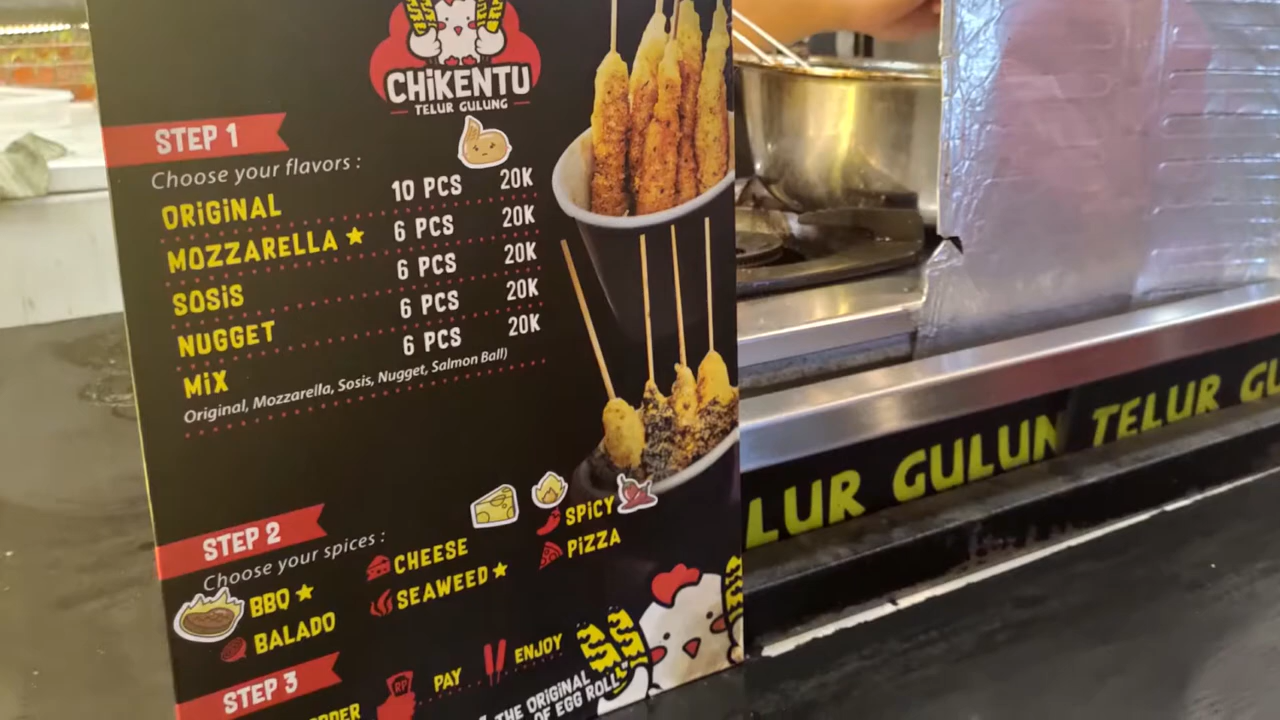 CHiKENTU
TELUR GULUNG
STEP 1
Choose your flavors :
ORiGiNAL 10 PCS 20K
MOZZARELLA ★ 6 PCS 20K
SOSiS 6 PCS 20K
NUGGET 6 PCS 20K
MiX 6 PCS 20K
Original, Mozzarella, Sosis, Nugget, Salmon Ball)
STEP 2
Choose your spices :
BBQ ★ CHEESE SPiCY
BALADO SEAWEED ★ PiZZA
STEP 3
RP PAY ENJOY
THE ORiGiNAL
OF EGG ROLL
LUR GULUN TELUR GU